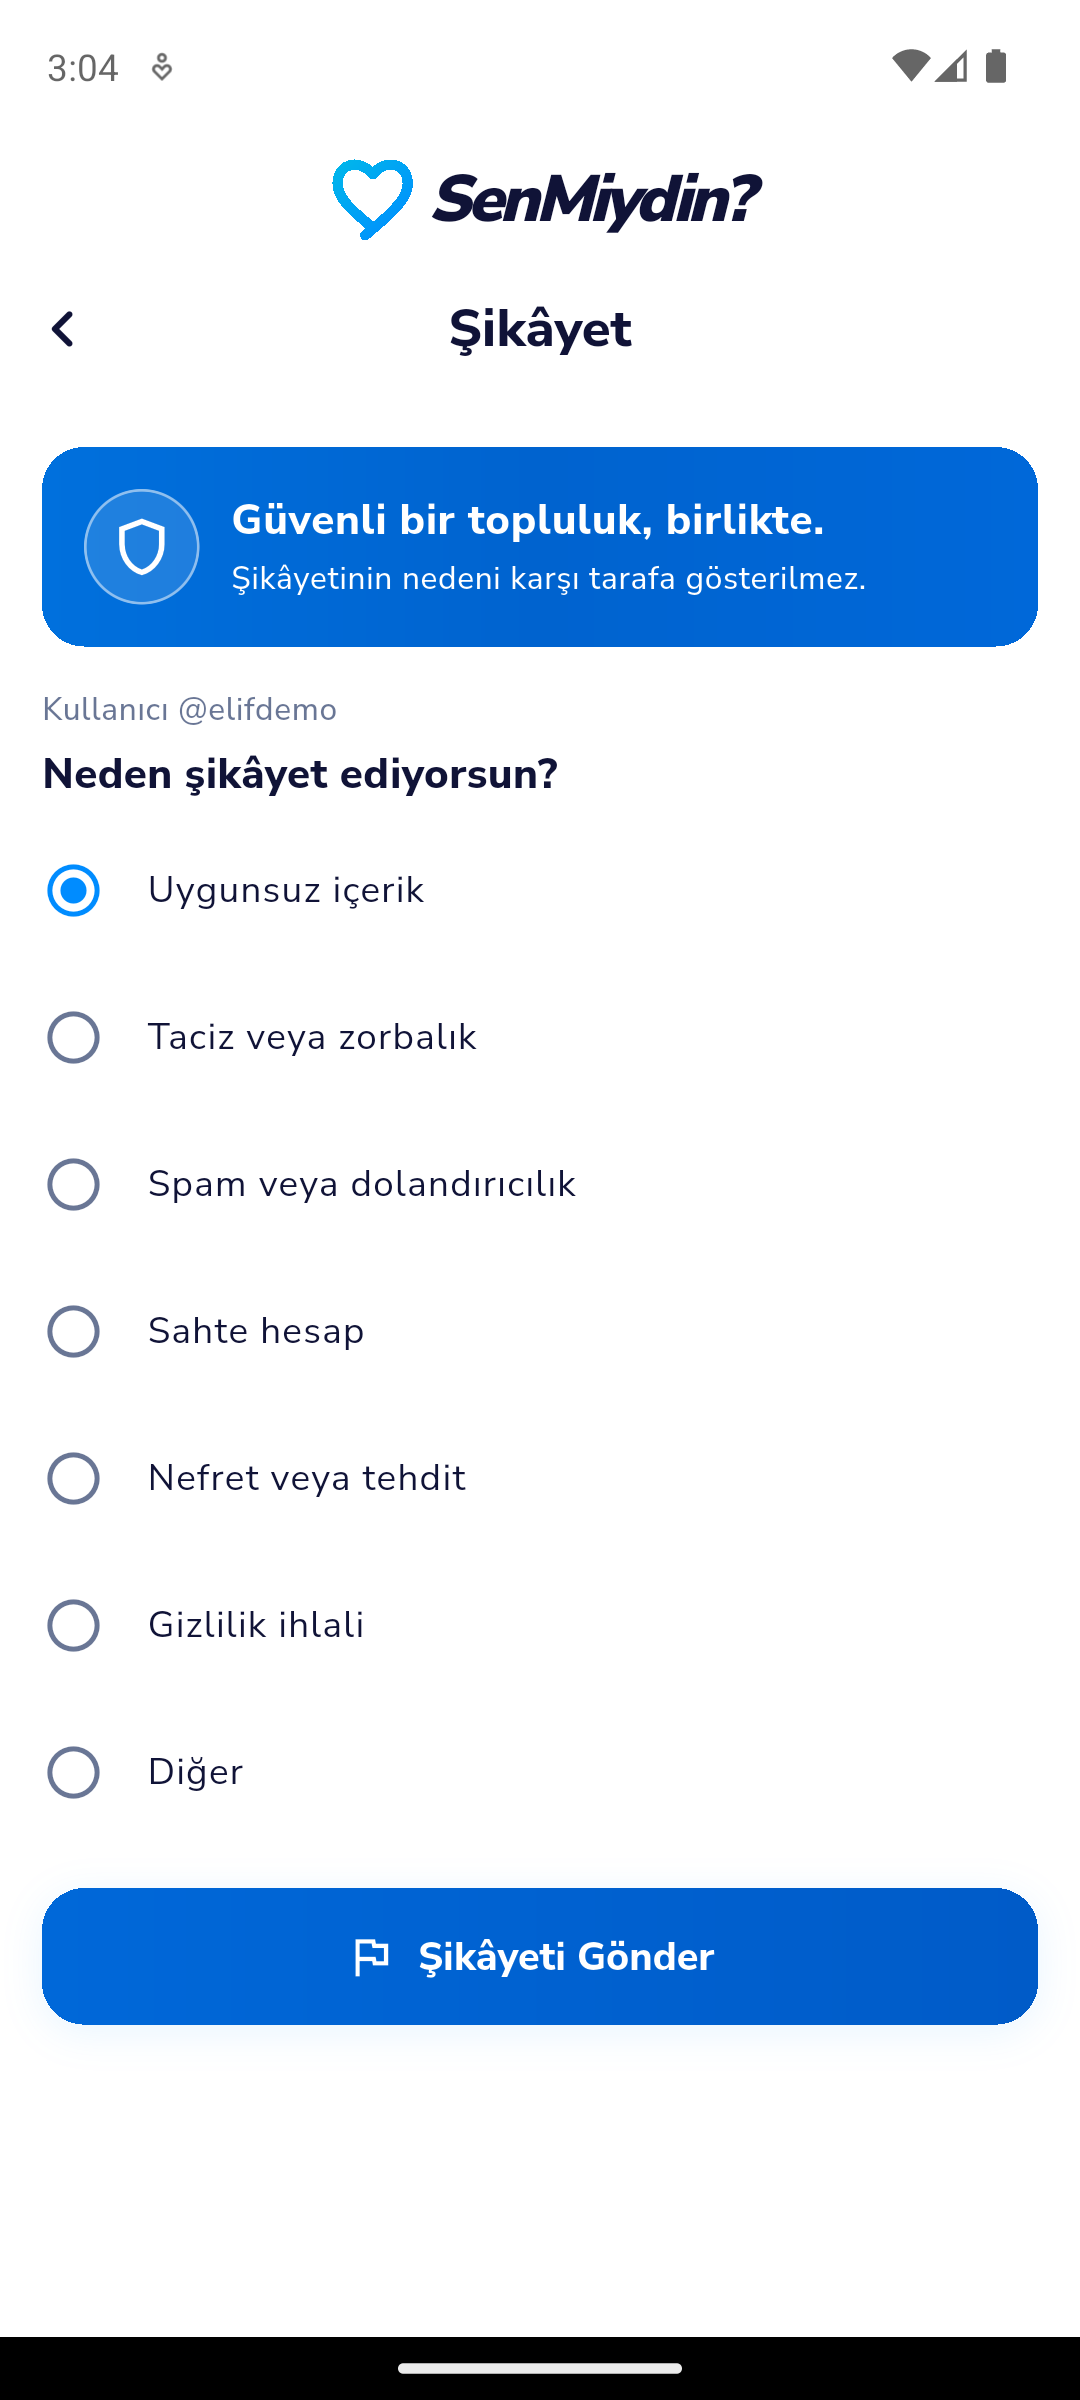 3:04
SenMiydin?
Şikâyet
Güvenli bir topluluk, birlikte.
Şikâyetinin nedeni karşı tarafa gösterilmez.
Kullanıcı @elifdemo
Neden şikâyet ediyorsun?
Uygunsuz içerik
Taciz veya zorbalık
Spam veya dolandırıcılık
Sahte hesap
Nefret veya tehdit
Gizlilik ihlali
Diğer
Şikâyeti Gönder